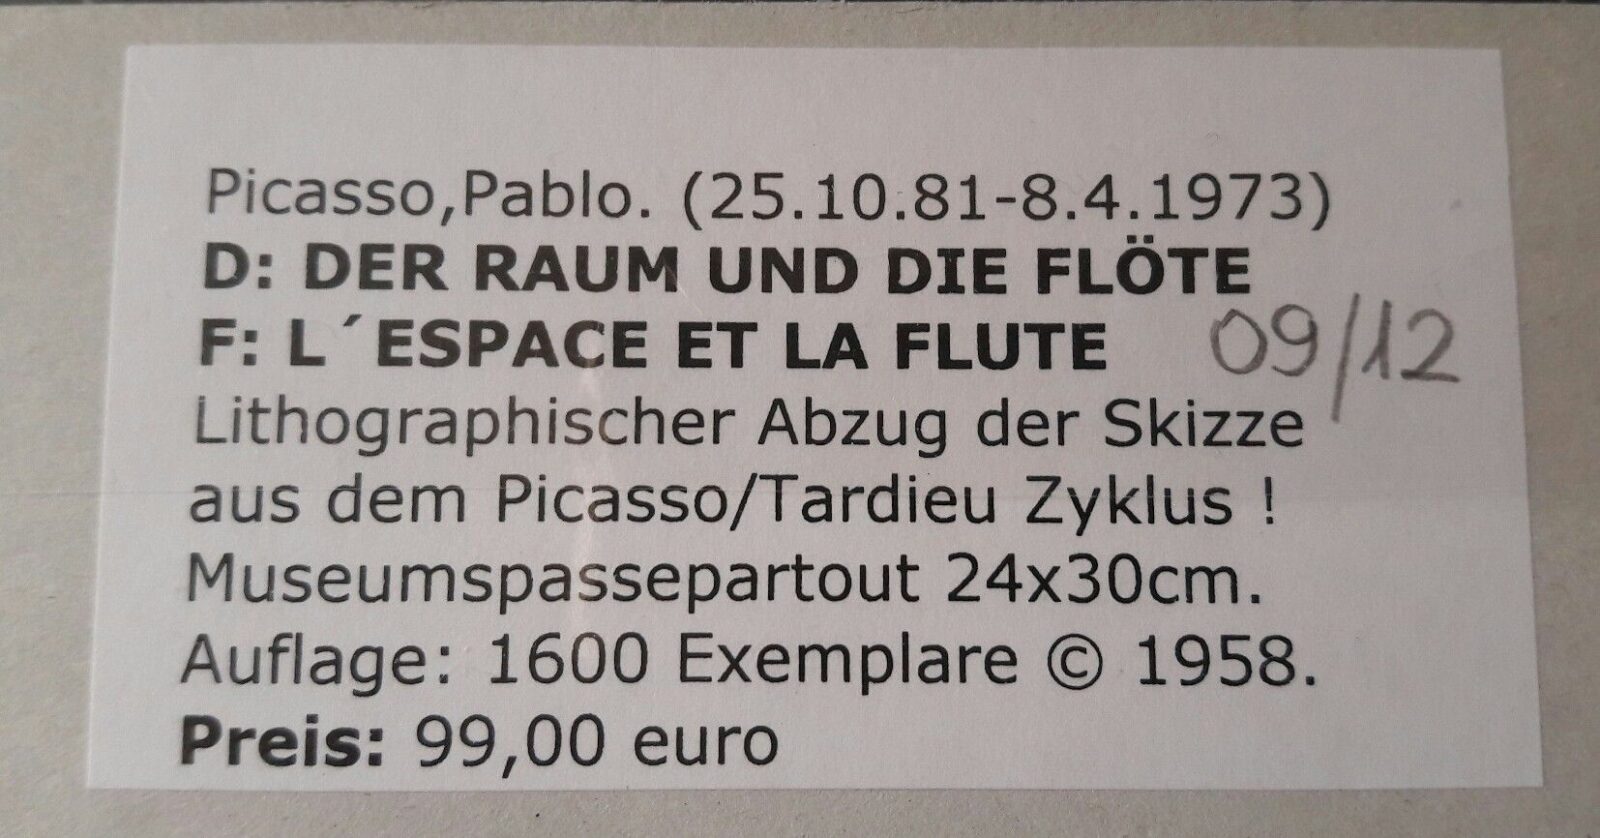 Picasso,Pablo. (25.10.81-8.4.1973)
D: DER RAUM UND DIE FLÖTE
F: L´ESPACE ET LA FLUTE 09/12
Lithographischer Abzug der Skizze
aus dem Picasso/Tardieu Zyklus !
Museumspassepartout 24x30cm.
Auflage: 1600 Exemplare © 1958.
Preis: 99,00 euro